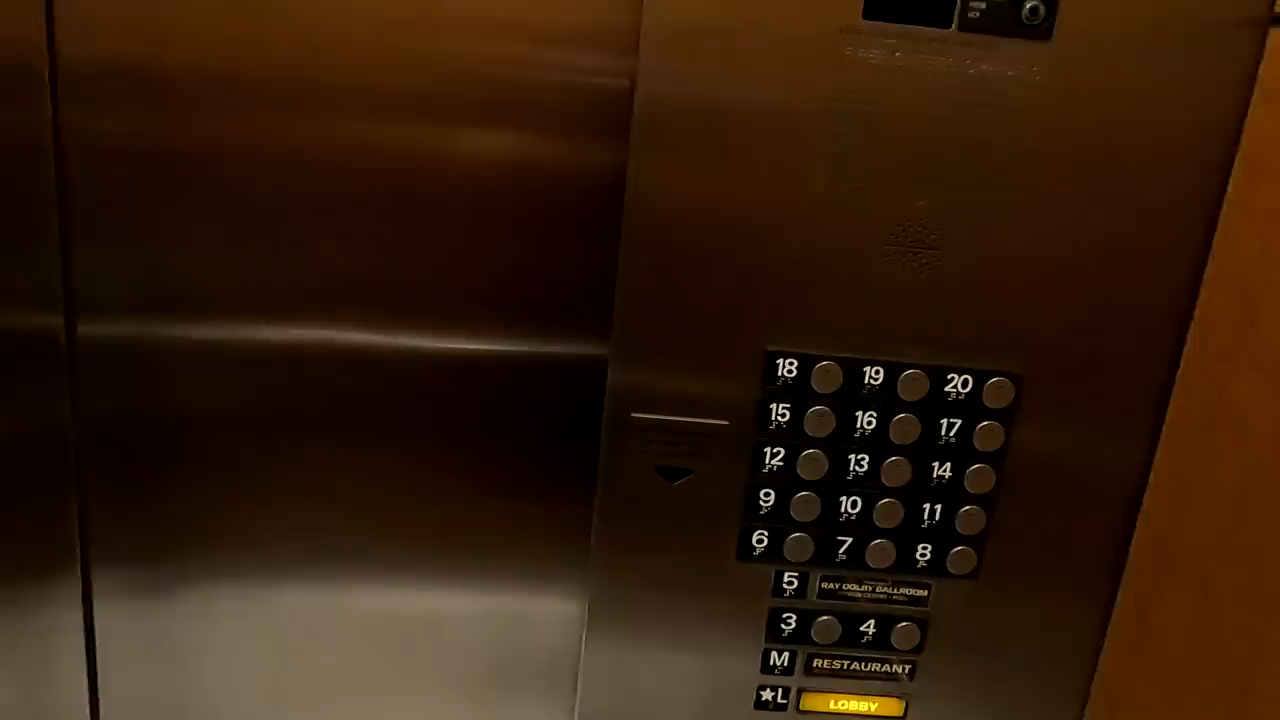 18 19 20
15 16 17
12 13 14
9 10 11
6 7 8
5 RAY DOLBY BALLROOM
3 4
M RESTAURANT
★L LOBBY